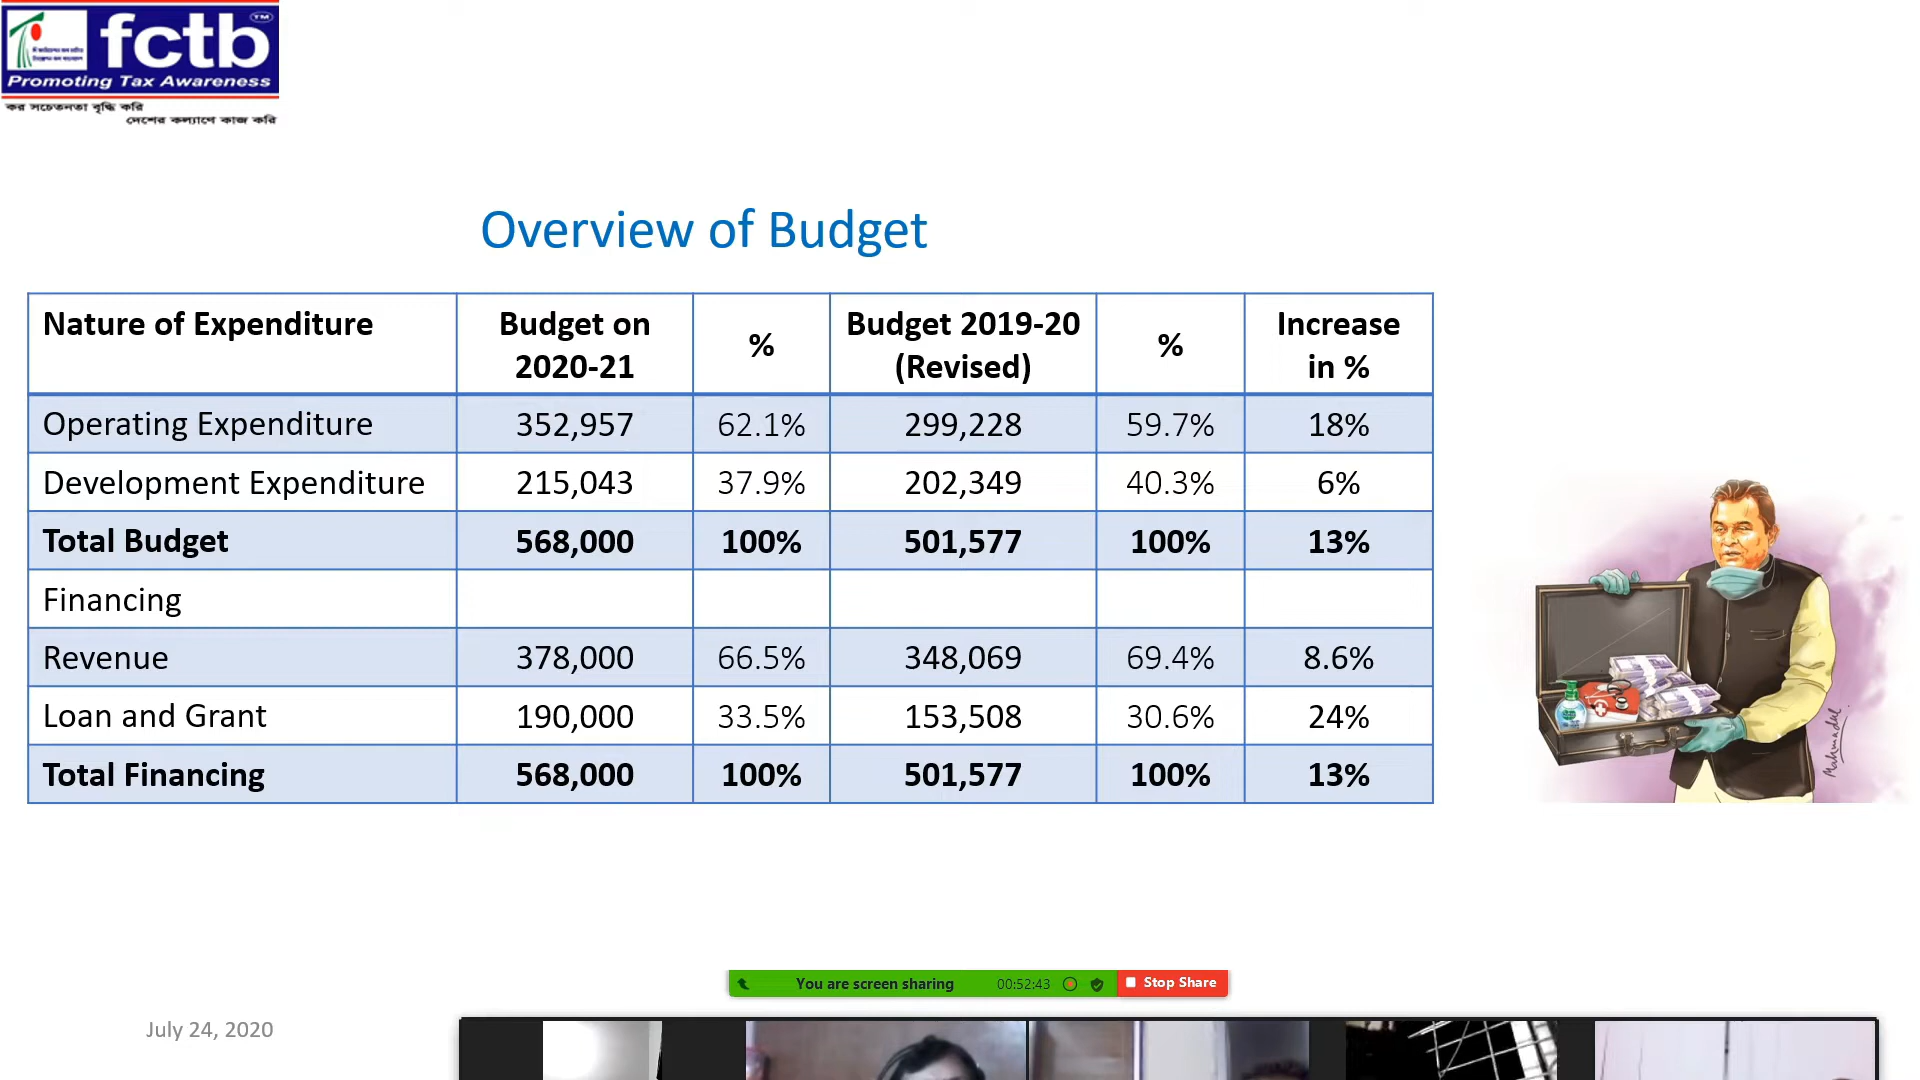 fctb TM
Promoting Tax Awareness
কর সচেতনতা বৃদ্ধি করি
দেশের কল্যাণে কাজ করি
Overview of Budget
Nature of Expenditure | Budget on 2020-21 | % | Budget 2019-20 (Revised) | % | Increase in %
Operating Expenditure | 352,957 | 62.1% | 299,228 | 59.7% | 18%
Development Expenditure | 215,043 | 37.9% | 202,349 | 40.3% | 6%
Total Budget | 568,000 | 100% | 501,577 | 100% | 13%
Financing
Revenue | 378,000 | 66.5% | 348,069 | 69.4% | 8.6%
Loan and Grant | 190,000 | 33.5% | 153,508 | 30.6% | 24%
Total Financing | 568,000 | 100% | 501,577 | 100% | 13%
Mahmadul
You are screen sharing 00:52:43 Stop Share
July 24, 2020